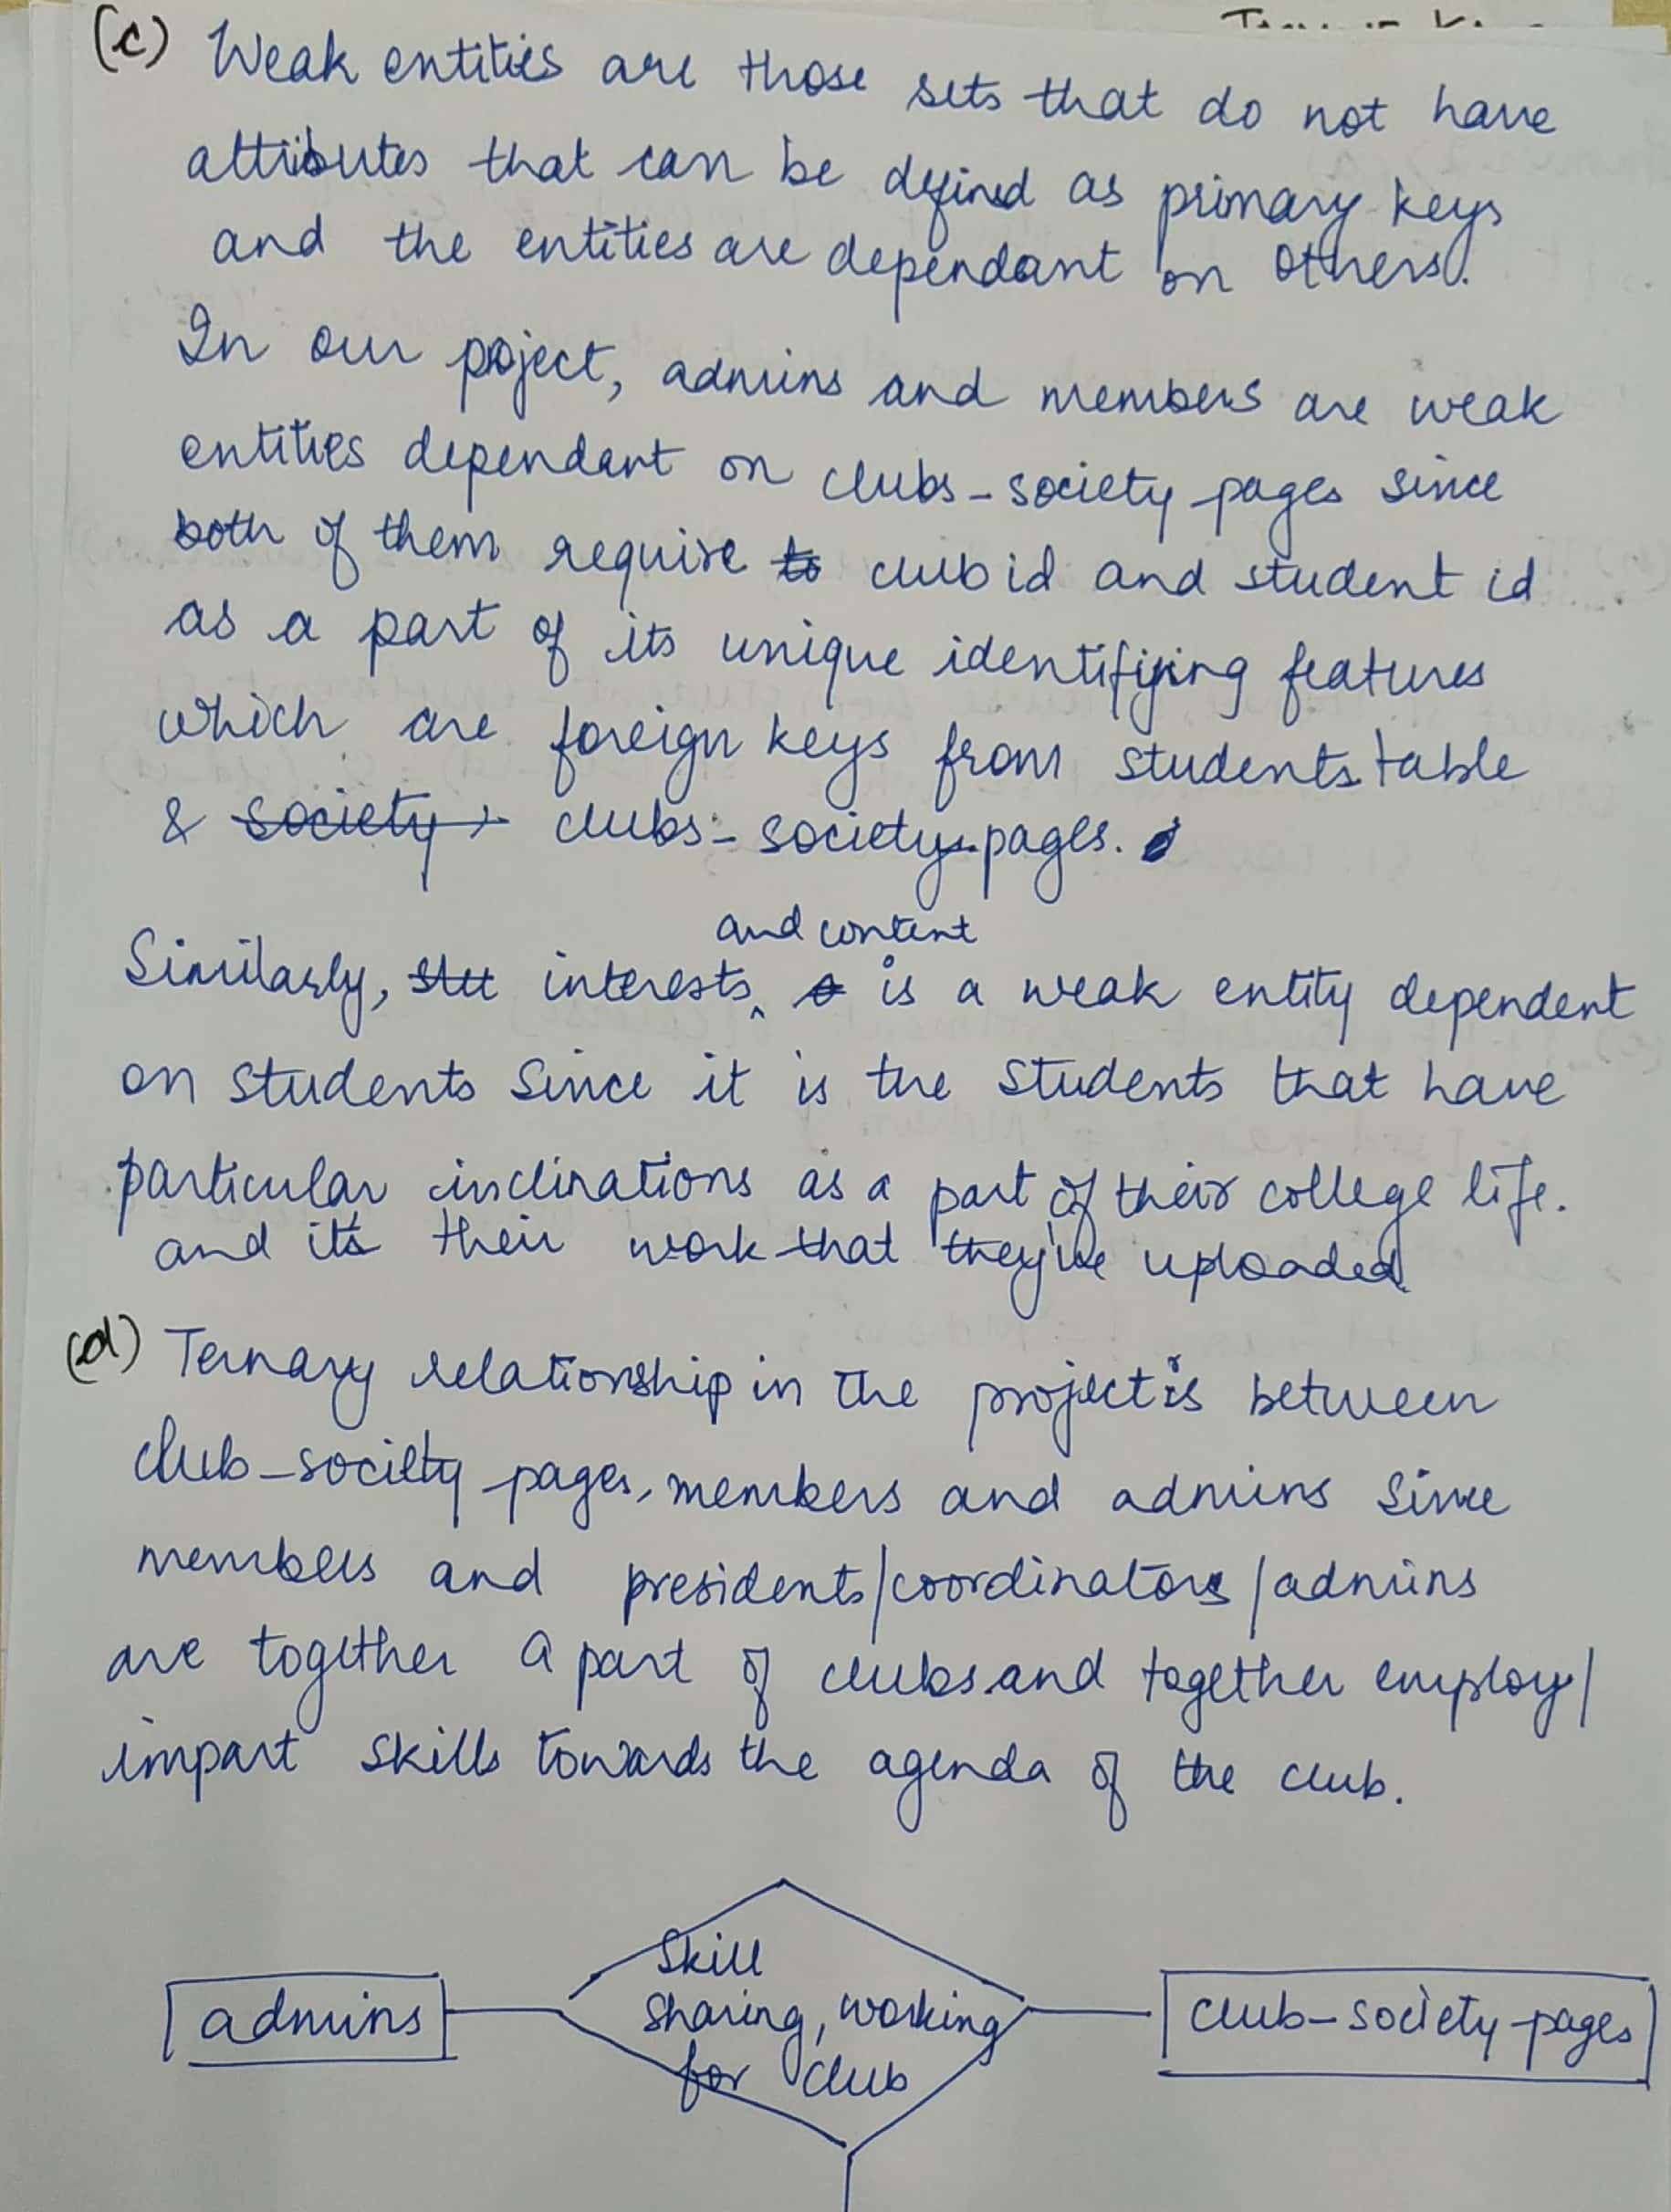 (c) Weak entities are those sets that do not have
attributes that can be defined as primary keys
and the entities are dependant on others.
In our project, admins and members are weak
entities dependant on clubs-society-pages since
both of them require to club id and student id
as a part of its unique identifying features
which are foreign keys from students table
& society clubs-society-pages.
and content
Similarly, interests is a weak entity dependent
on students since it is the students that have
particular inclinations as a part of their college life.
and its their work that they've uploaded
(d) Ternary relationship in the project is between
club-society-pages, members and admins since
members and presidents/coordinators/admins
are together a part of clubs and together employ/
impart skills towards the agenda of the club.
Skill
admins sharing, working club-society-pages
for club